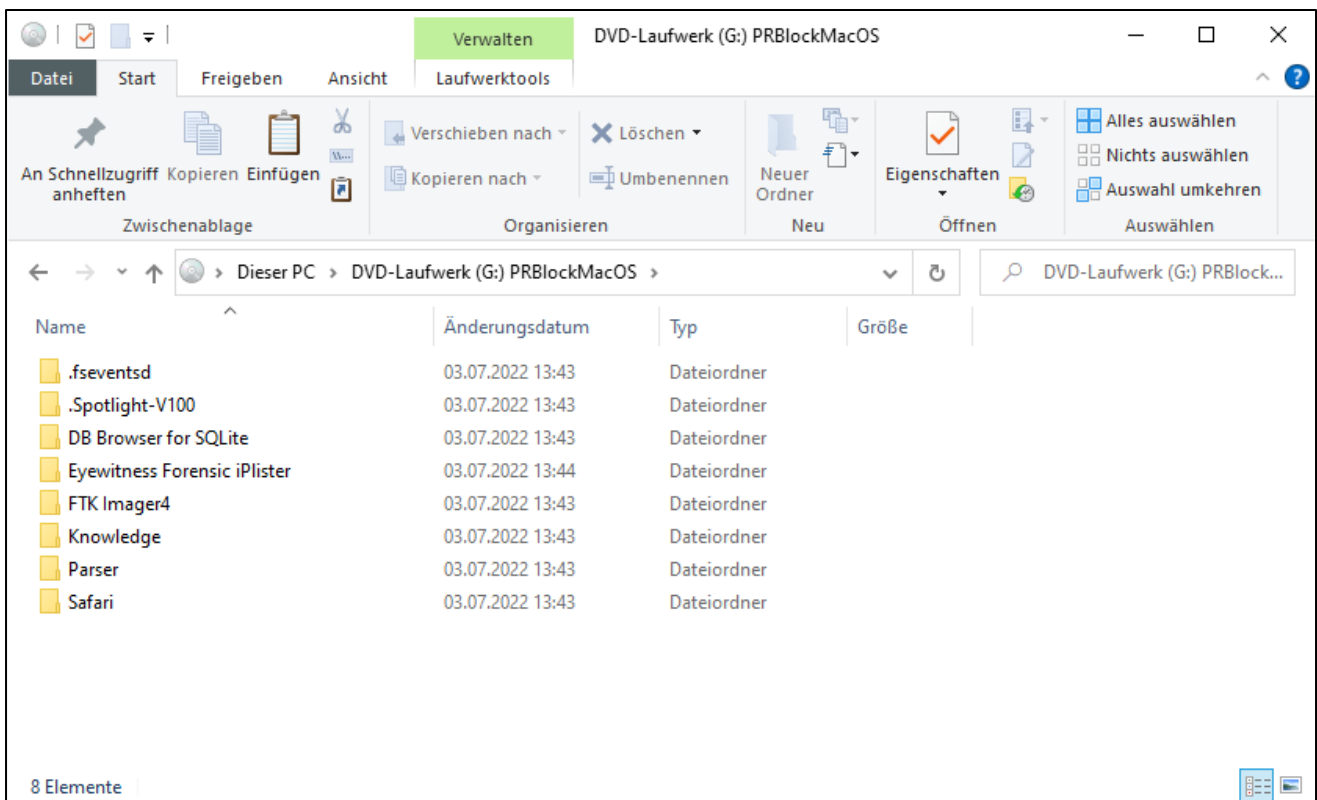 Verwalten
DVD-Laufwerk (G:) PRBlockMacOS
Datei
Start
Freigeben
Ansicht
Laufwerktools
An Schnellzugriff anheften
Kopieren
Einfügen
Zwischenablage
Verschieben nach
Kopieren nach
Löschen
Umbenennen
Organisieren
Neuer Ordner
Neu
Eigenschaften
Öffnen
Alles auswählen
Nichts auswählen
Auswahl umkehren
Auswählen
Dieser PC > DVD-Laufwerk (G:) PRBlockMacOS >
DVD-Laufwerk (G:) PRBlock...
Name Änderungsdatum Typ Größe
.fseventsd 03.07.2022 13:43 Dateiordner
.Spotlight-V100 03.07.2022 13:43 Dateiordner
DB Browser for SQLite 03.07.2022 13:43 Dateiordner
Eyewitness Forensic iPlister 03.07.2022 13:44 Dateiordner
FTK Imager4 03.07.2022 13:43 Dateiordner
Knowledge 03.07.2022 13:43 Dateiordner
Parser 03.07.2022 13:43 Dateiordner
Safari 03.07.2022 13:43 Dateiordner
8 Elemente